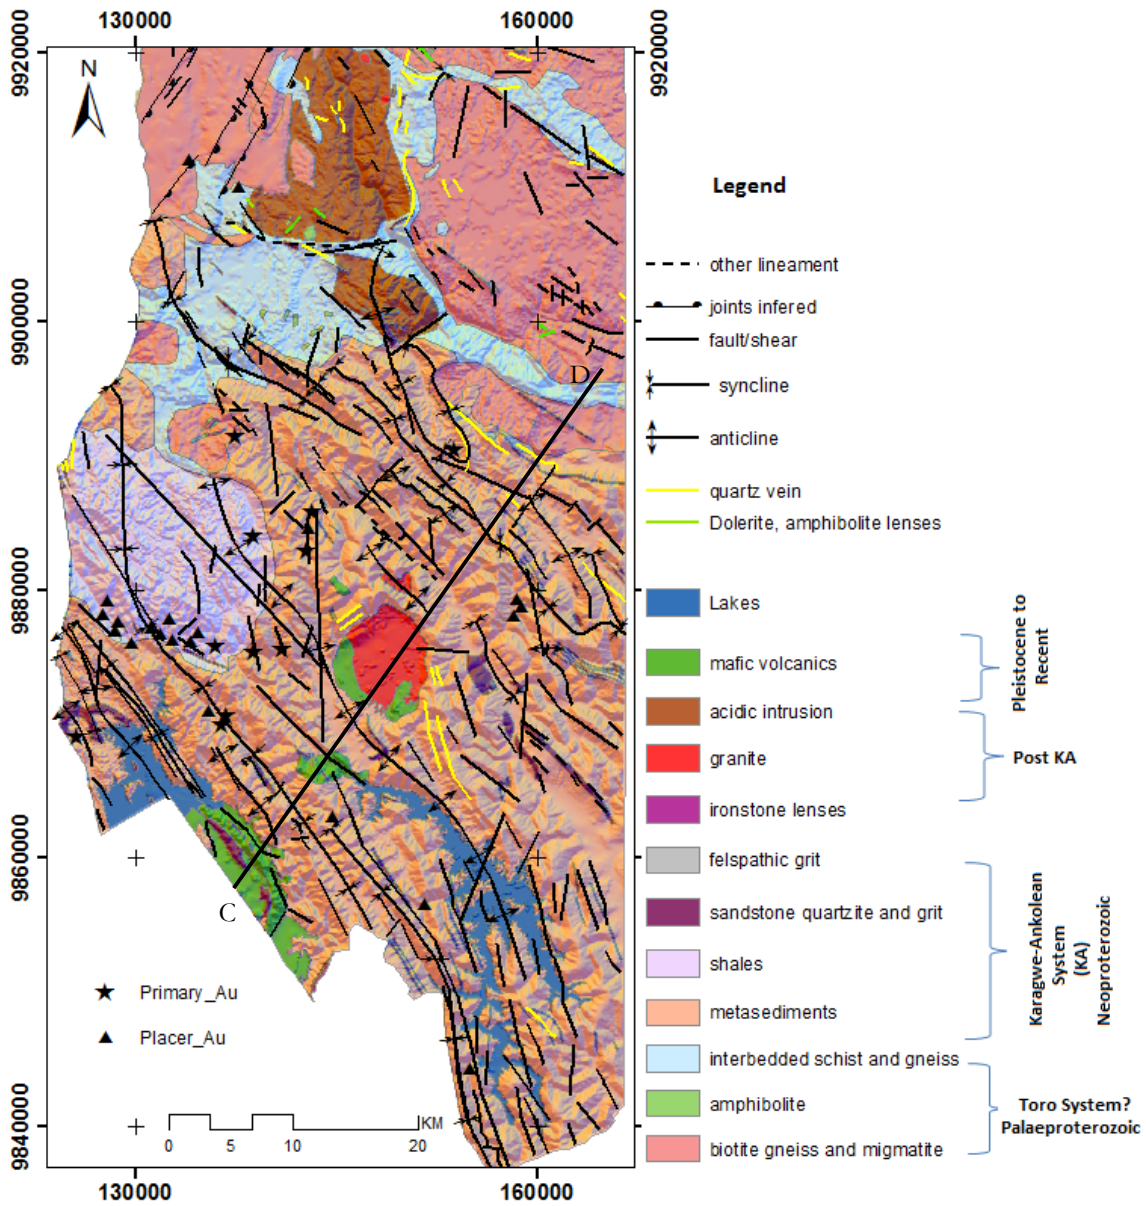 130000
160000
9920000
9920000
N
Legend
other lineament
joints infered
9900000
9900000
fault/shear
D
syncline
anticline
quartz vein
Dolerite, amphibolite lenses
9880000
9880000
Lakes
mafic volcanics
Pleistocene to
Recent
acidic intrusion
granite
Post KA
ironstone lenses
9860000
9860000
felspathic grit
C
sandstone quartzite and grit
shales
Karagwe-Ankolean
System
(KA)
Neoproterozoic
Primary_Au
metasediments
Placer_Au
interbedded schist and gneiss
amphibolite
Toro System?
Palaeproterozoic
9840000
9840000
KM
0 5 10 20
biotite gneiss and migmatite
130000
160000